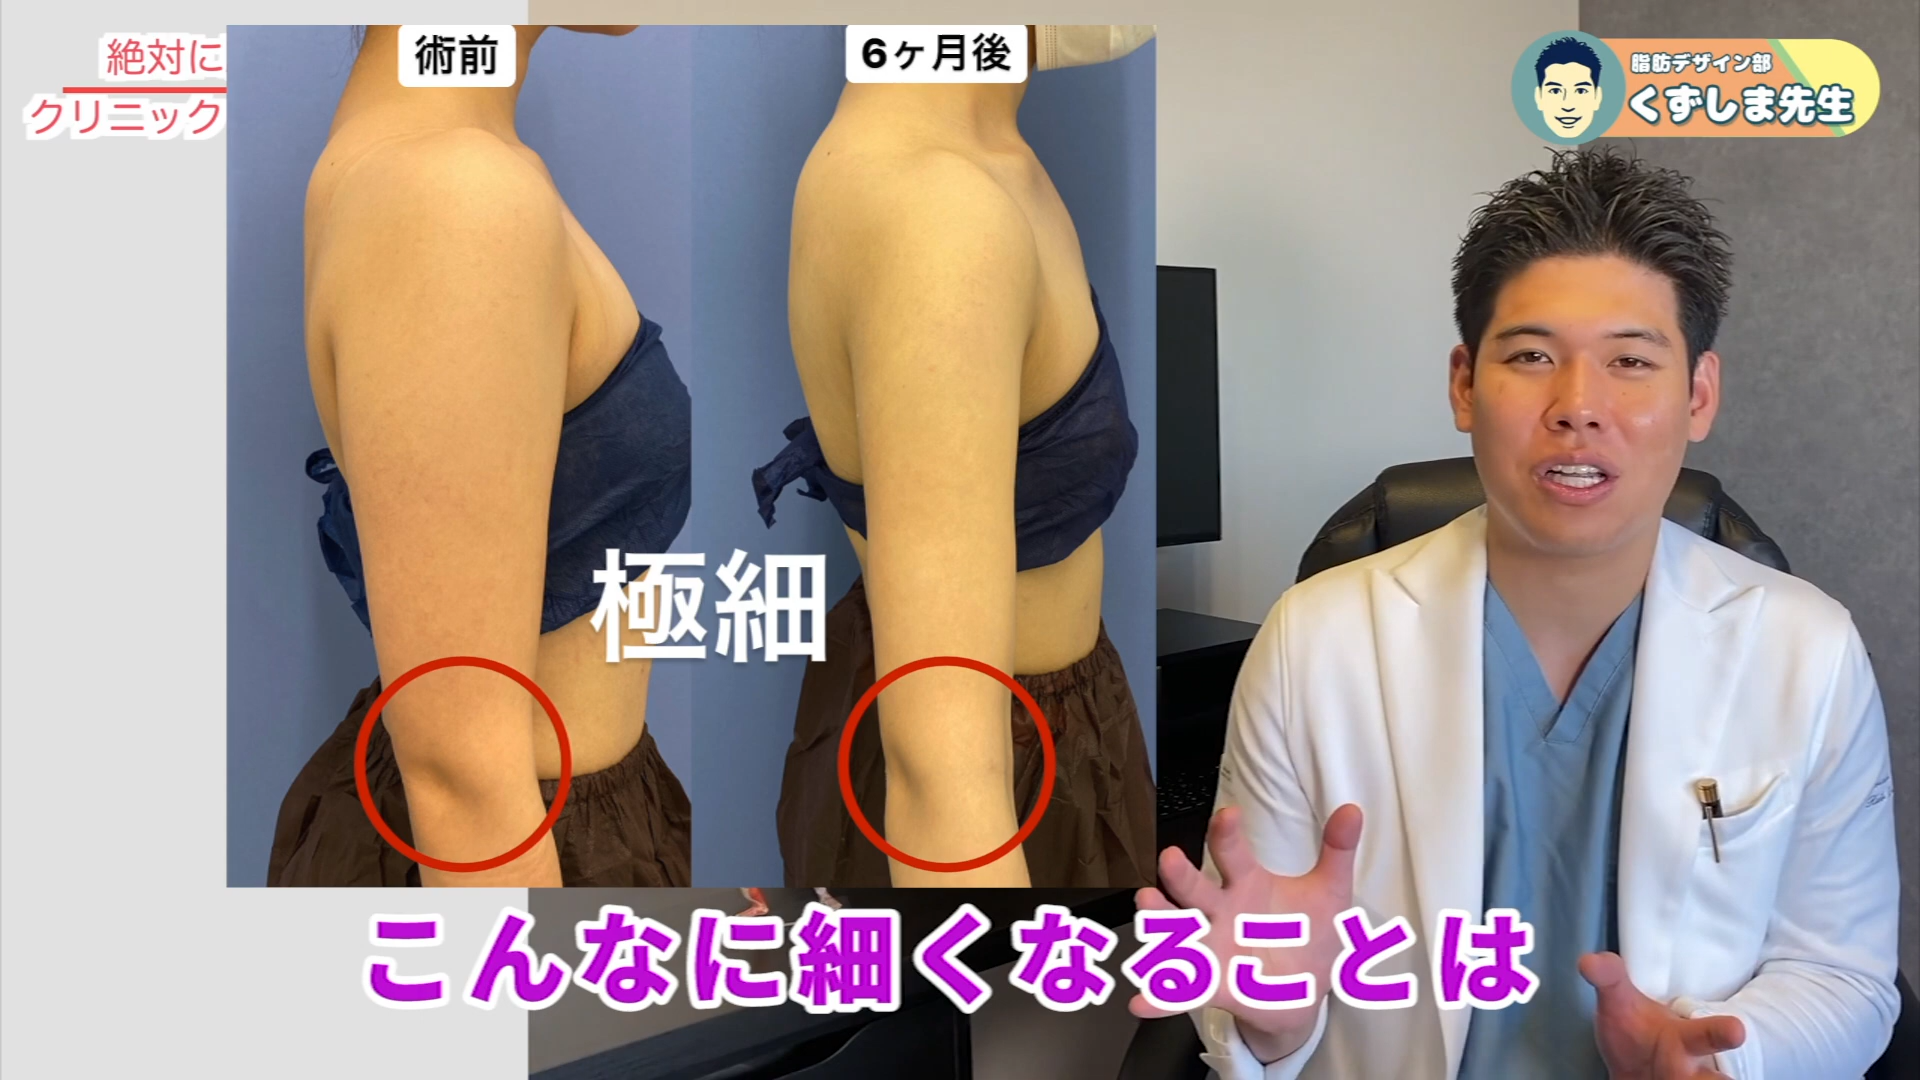 絶対に
クリニック
術前
6ヶ月後
脂肪デザイン部
くずしま先生
極細
こんなに細くなることは